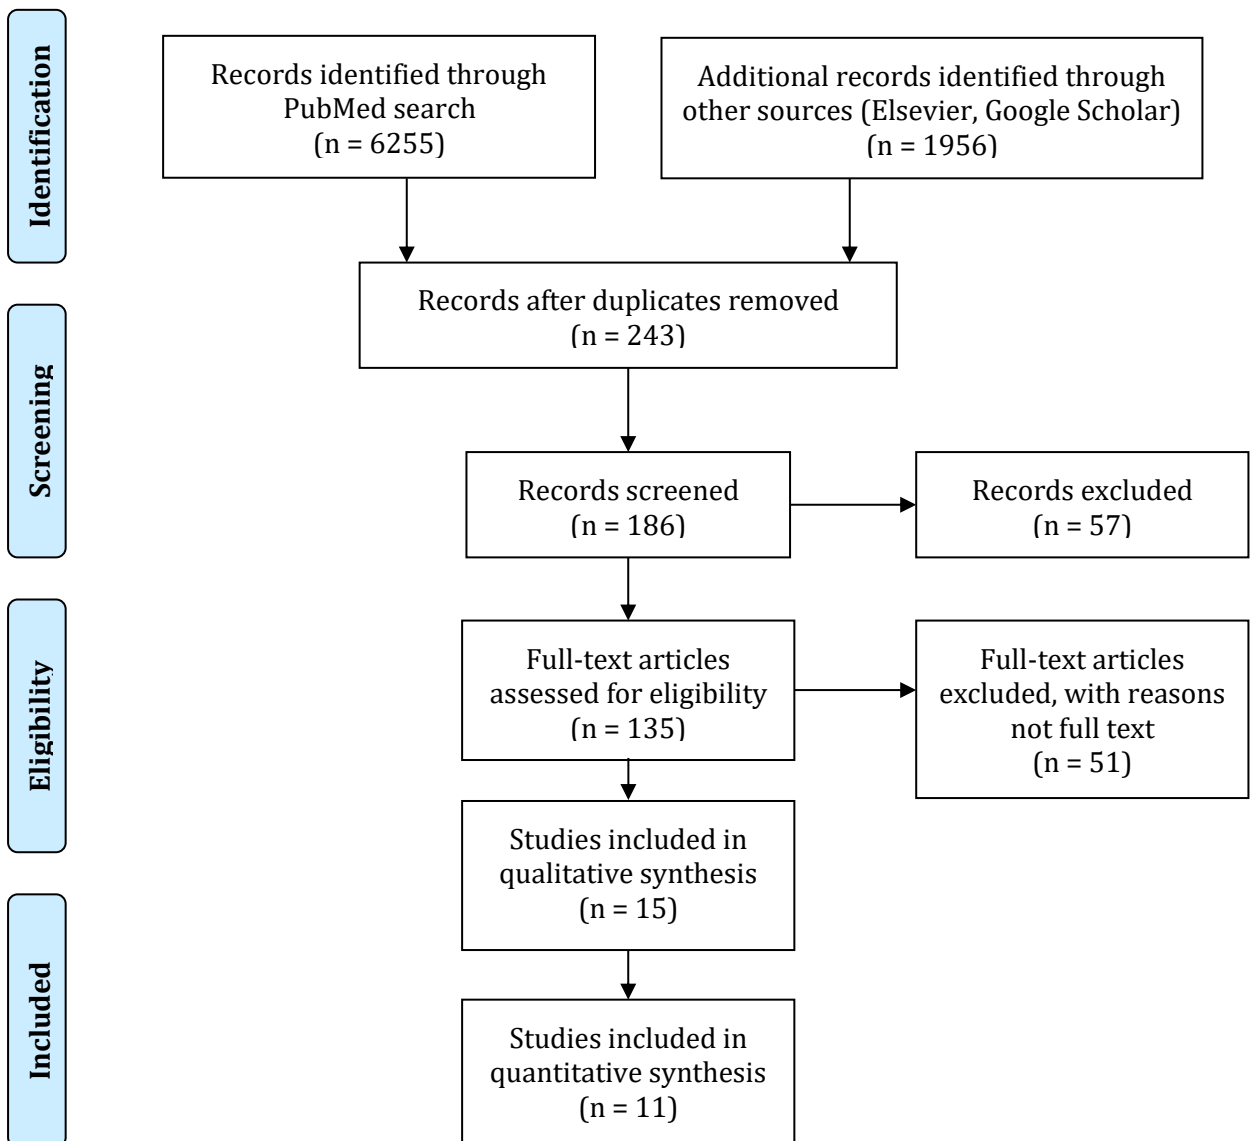 Identification
Records identified through
PubMed search
(n = 6255)
Additional records identified through
other sources (Elsevier, Google Scholar)
(n = 1956)
Records after duplicates removed
(n = 243)
Screening
Records screened
(n = 186)
Records excluded
(n = 57)
Eligibility
Full-text articles
assessed for eligibility
(n = 135)
Full-text articles
excluded, with reasons
not full text
(n = 51)
Studies included in
qualitative synthesis
(n = 15)
Included
Studies included in
quantitative synthesis
(n = 11)